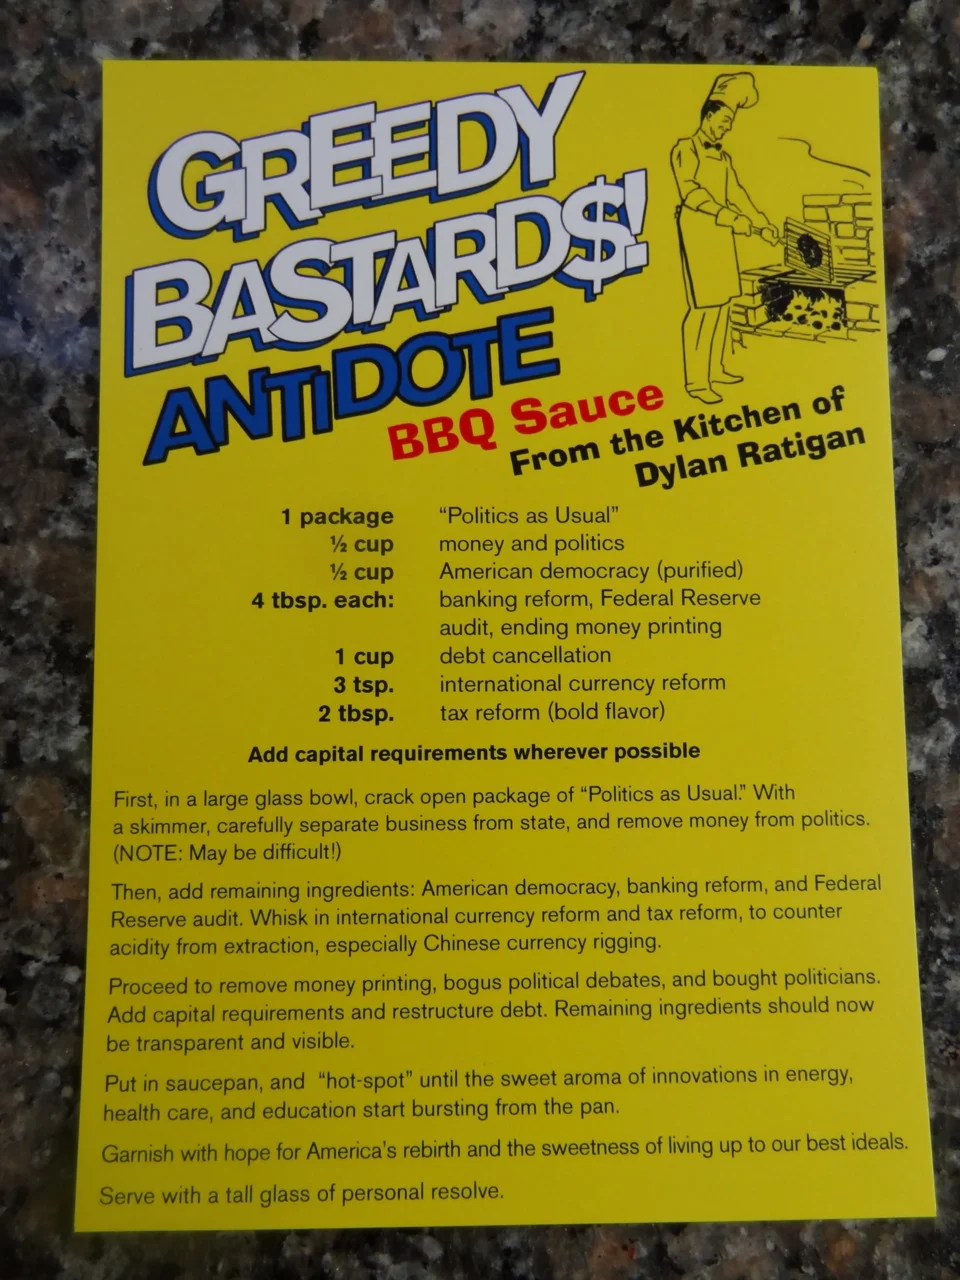 GREEDY
BASTARD$!
ANTIDOTE
BBQ Sauce
From the Kitchen of
Dylan Ratigan
1 package “Politics as Usual”
½ cup money and politics
½ cup American democracy (purified)
4 tbsp. each: banking reform, Federal Reserve
audit, ending money printing
1 cup debt cancellation
3 tsp. international currency reform
2 tbsp. tax reform (bold flavor)
Add capital requirements wherever possible
First, in a large glass bowl, crack open package of “Politics as Usual.” With
a skimmer, carefully separate business from state, and remove money from politics.
(NOTE: May be difficult!)
Then, add remaining ingredients: American democracy, banking reform, and Federal
Reserve audit. Whisk in international currency reform and tax reform, to counter
acidity from extraction, especially Chinese currency rigging.
Proceed to remove money printing, bogus political debates, and bought politicians.
Add capital requirements and restructure debt. Remaining ingredients should now
be transparent and visible.
Put in saucepan, and “hot-spot” until the sweet aroma of innovations in energy,
health care, and education start bursting from the pan.
Garnish with hope for America’s rebirth and the sweetness of living up to our best ideals.
Serve with a tall glass of personal resolve.